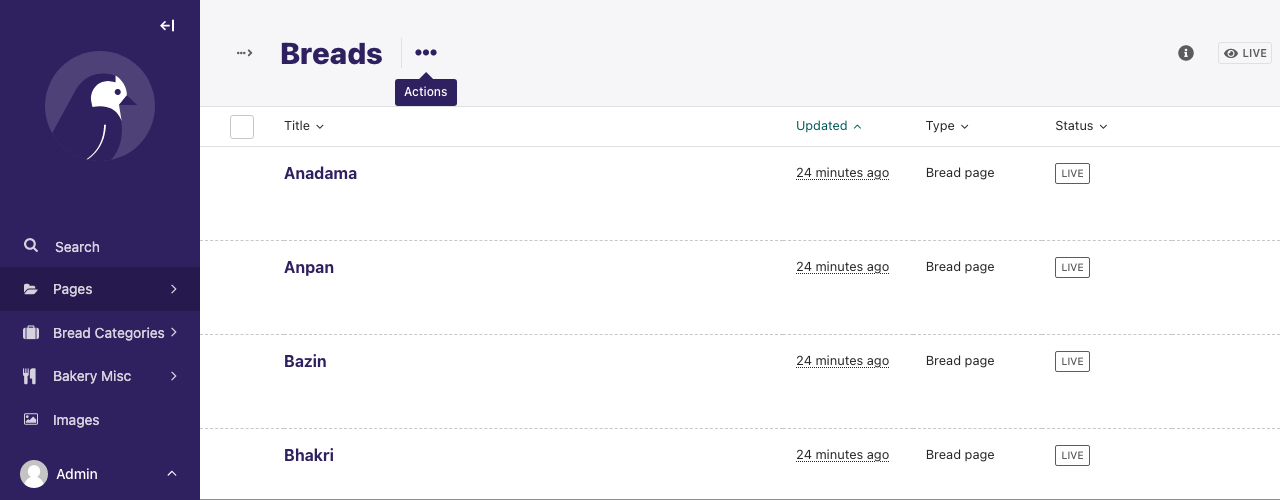 Breads
LIVE
Actions
Title Updated Type Status
Anadama 24 minutes ago Bread page LIVE
Anpan 24 minutes ago Bread page LIVE
Bazin 24 minutes ago Bread page LIVE
Bhakri 24 minutes ago Bread page LIVE
Search
Pages
Bread Categories
Bakery Misc
Images
Admin